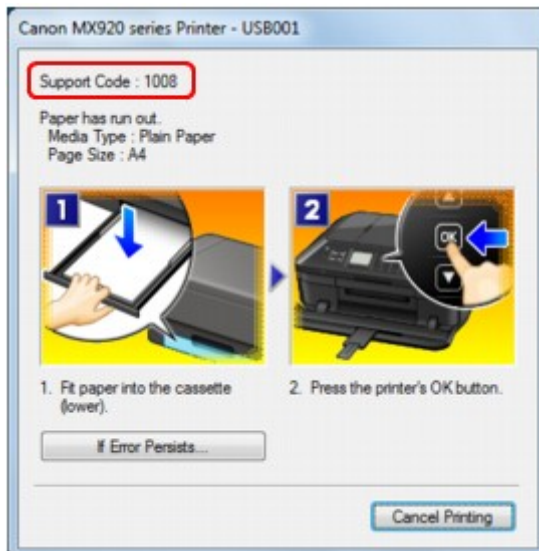 Canon MX920 series Printer - USB001
Support Code : 1008
Paper has run out.
Media Type : Plain Paper
Page Size : A4
1
2
OK
1. Fit paper into the cassette
(lower).
2. Press the printer's OK button.
If Error Persists...
Cancel Printing